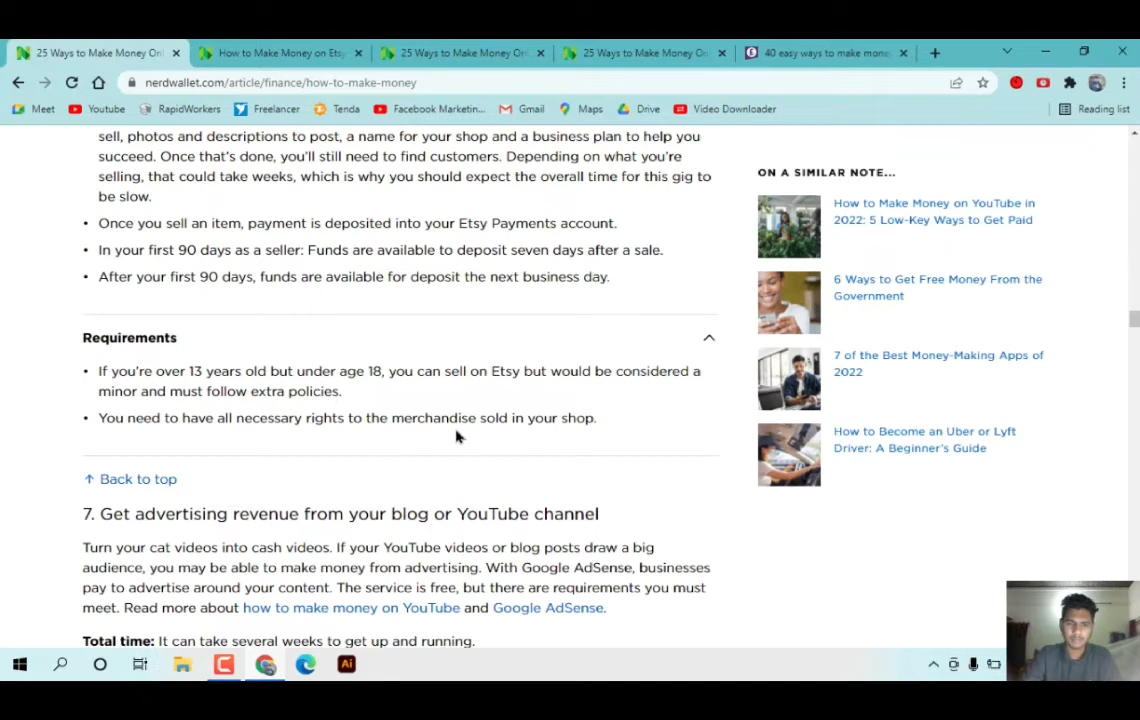 25 Ways to Make Money Onl
How to Make Money on Etsy
25 Ways to Make Money On
25 Ways to Make Money On
40 easy ways to make money
nerdwallet.com/article/finance/how-to-make-money
Meet
Youtube
RapidWorkers
Freelancer
Tenda
Facebook Marketin...
Gmail
Maps
Drive
Video Downloader
Reading list
sell, photos and descriptions to post, a name for your shop and a business plan to help you
succeed. Once that's done, you'll still need to find customers. Depending on what you're
selling, that could take weeks, which is why you should expect the overall time for this gig to
be slow.
• Once you sell an item, payment is deposited into your Etsy Payments account.
• In your first 90 days as a seller: Funds are available to deposit seven days after a sale.
• After your first 90 days, funds are available for deposit the next business day.
Requirements
• If you're over 13 years old but under age 18, you can sell on Etsy but would be considered a
minor and must follow extra policies.
• You need to have all necessary rights to the merchandise sold in your shop.
↑ Back to top
7. Get advertising revenue from your blog or YouTube channel
Turn your cat videos into cash videos. If your YouTube videos or blog posts draw a big
audience, you may be able to make money from advertising. With Google AdSense, businesses
pay to advertise around your content. The service is free, but there are requirements you must
meet. Read more about how to make money on YouTube and Google AdSense.
Total time: It can take several weeks to get up and running.
ON A SIMILAR NOTE...
How to Make Money on YouTube in
2022: 5 Low-Key Ways to Get Paid
6 Ways to Get Free Money From the
Government
7 of the Best Money-Making Apps of
2022
How to Become an Uber or Lyft
Driver: A Beginner's Guide
Ai